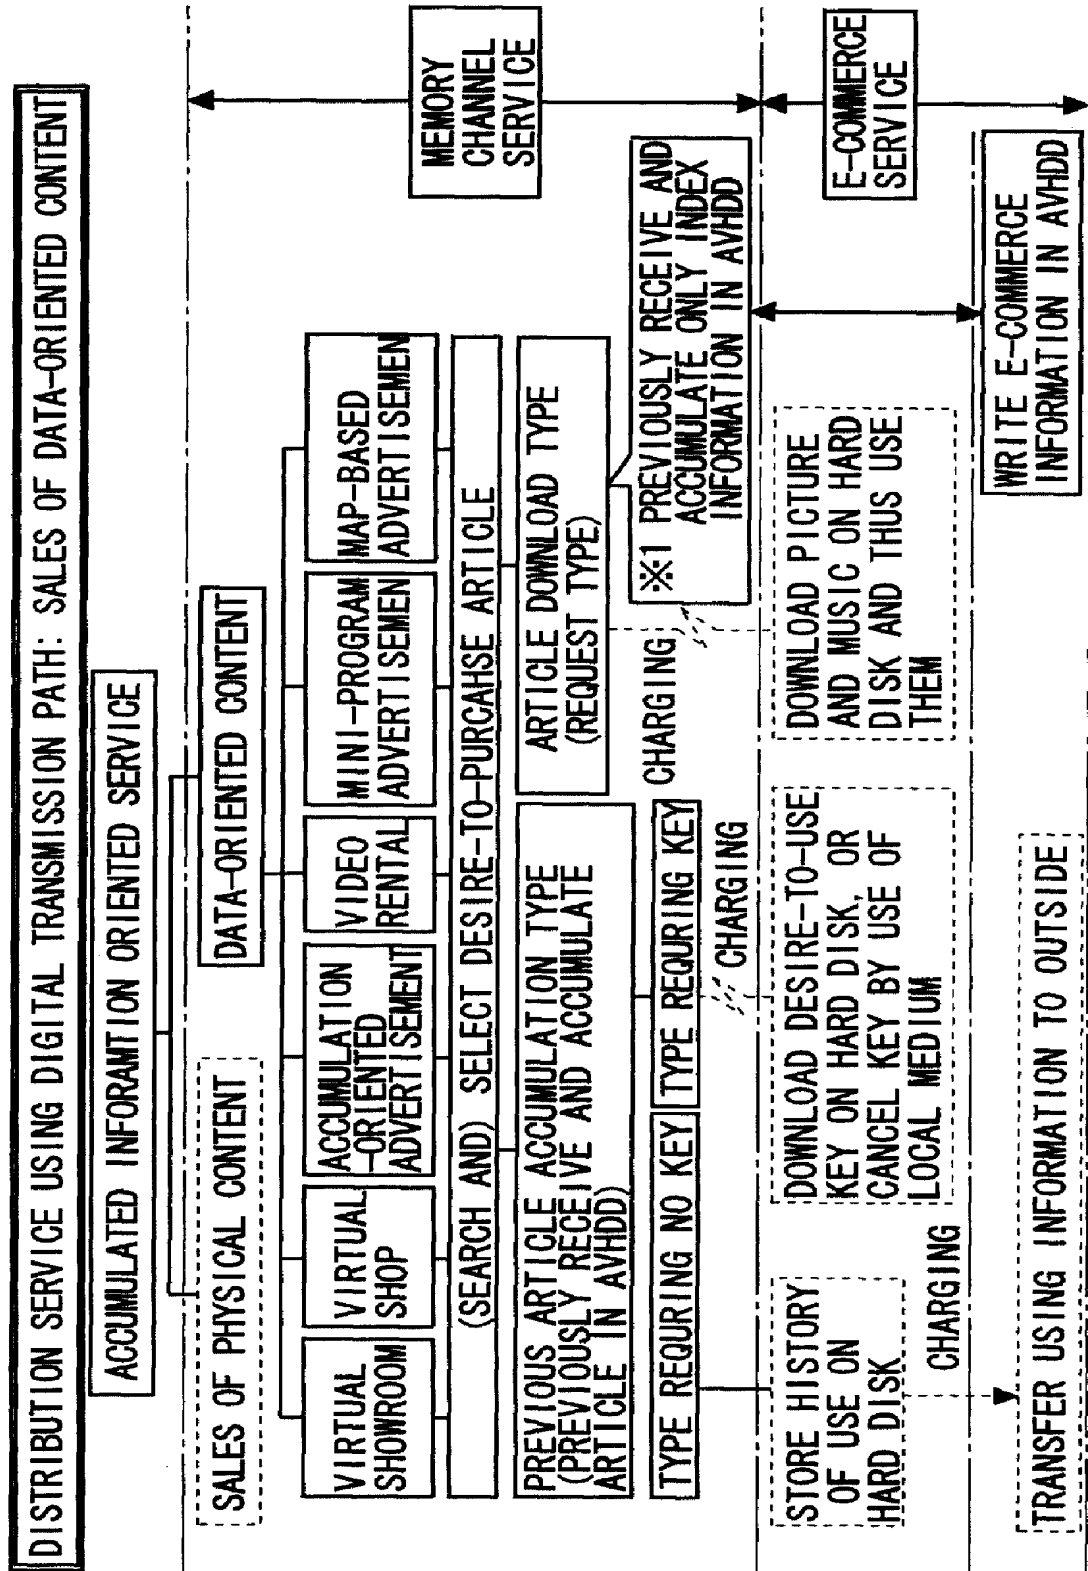 DISTRIBUTION SERVICE USING DIGITAL TRANSMISSION PATH: SALES OF DATA-ORIENTED CONTENT
ACCUMULATED INFORAMTION ORIENTED SERVICE
SALES OF PHYSICAL CONTENT
DATA-ORIENTED CONTENT
VIRTUAL
SHOWROOM
VIRTUAL
SHOP
ACCUMULATION
-ORIENTED
ADVERTISEMENT
VIDEO
RENTAL
MINI-PROGRAM
ADVERTISEMEN
MAP-BASED
ADVERTISEMEN
(SEARCH AND) SELECT DESIRE-TO-PURCAHSE ARTICLE
PREVIOUS ARTICLE ACCUMULATION TYPE
(PREVIOUSLY RECEIVE AND ACCUMULATE
ARTICLE IN AVHDD)
ARTICLE DOWNLOAD TYPE
(REQUEST TYPE)
TYPE REQURING NO KEY
TYPE REQURING KEY
※1 PREVIOUSLY RECEIVE AND
ACCUMULATE ONLY INDEX
INFORMATION IN AVHDD
MEMORY
CHANNEL
SERVICE
CHARGING
CHARGING
STORE HISTORY
OF USE ON
HARD DISK
DOWNLOAD DESIRE-TO-USE
KEY ON HARD DISK, OR
CANCEL KEY BY USE OF
LOCAL MEDIUM
DOWNLOAD PICTURE
AND MUSIC ON HARD
DISK AND THUS USE
THEM
E-COMMERCE
SERVICE
CHARGING
TRANSFER USING INFORMATION TO OUTSIDE
WRITE E-COMMERCE
INFORMATION IN AVHDD